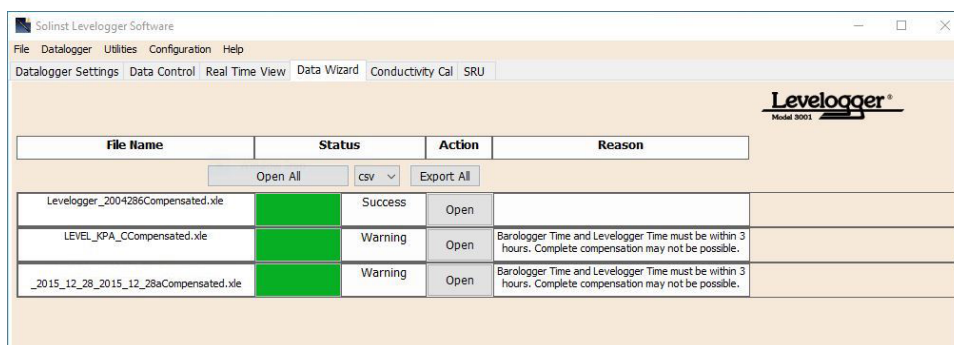 Solinst Levelogger Software
File Datalogger Utilities Configuration Help
Datalogger Settings Data Control Real Time View Data Wizard Conductivity Cal SRU
Levelogger®
Model 3001
File Name Status Action Reason
Open All csv Export All
Levelogger_2004286Compensated.xle Success Open
LEVEL_KPA_CCompensated.xle Warning Open Barologger Time and Levelogger Time must be within 3
hours. Complete compensation may not be possible.
_2015_12_28_2015_12_28aCompensated.xle Warning Open Barologger Time and Levelogger Time must be within 3
hours. Complete compensation may not be possible.